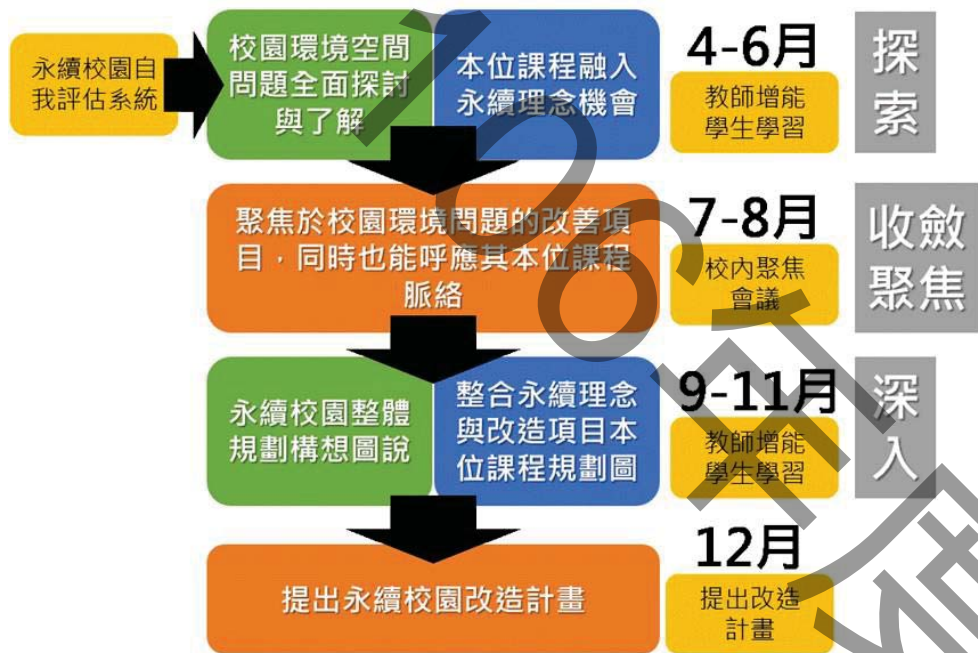 永續校園自
我評估系統
校園環境空間
問題全面探討
與了解
本位課程融入
永續理念機會
4-6月
教師增能
學生學習
探
索
聚焦於校園環境問題的改善項
目，同時也能呼應其本位課程
脈絡
7-8月
校內聚焦
會議
收斂
聚焦
永續校園整體
規劃構想圖說
整合永續理念
與改造項目本
位課程規劃圖
9-11月
教師增能
學生學習
深
入
提出永續校園改造計畫
12月
提出改造
計畫